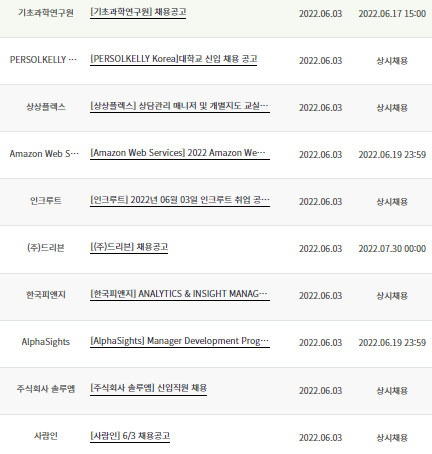 기초과학연구원 [기초과학연구원] 채용공고 2022.06.03 2022.06.17 15:00
PERSOLKELLY ··· [PERSOLKELLY Korea]대학교 신입 채용 공고 2022.06.03 상시채용
상상플렉스 [상상플렉스] 상담관리 매니저 및 개별지도 교실··· 2022.06.03 상시채용
Amazon Web S··· [Amazon Web Services] 2022 Amazon We··· 2022.06.03 2022.06.19 23:59
인크루트 [인크루트] 2022년 06월 03일 인크루트 취업 공··· 2022.06.03 상시채용
(주)드리븐 [(주)드리븐] 채용공고 2022.06.03 2022.07.30 00:00
한국피앤지 [한국피앤지] ANALYTICS & INSIGHT MANAG··· 2022.06.03 상시채용
AlphaSights [AlphaSights] Manager Development Prog··· 2022.06.03 2022.06.19 23:59
주식회사 솔루엠 [주식회사 솔루엠] 신입직원 채용 2022.06.03 상시채용
사람인 [사람인] 6/3 채용공고 2022.06.03 상시채용